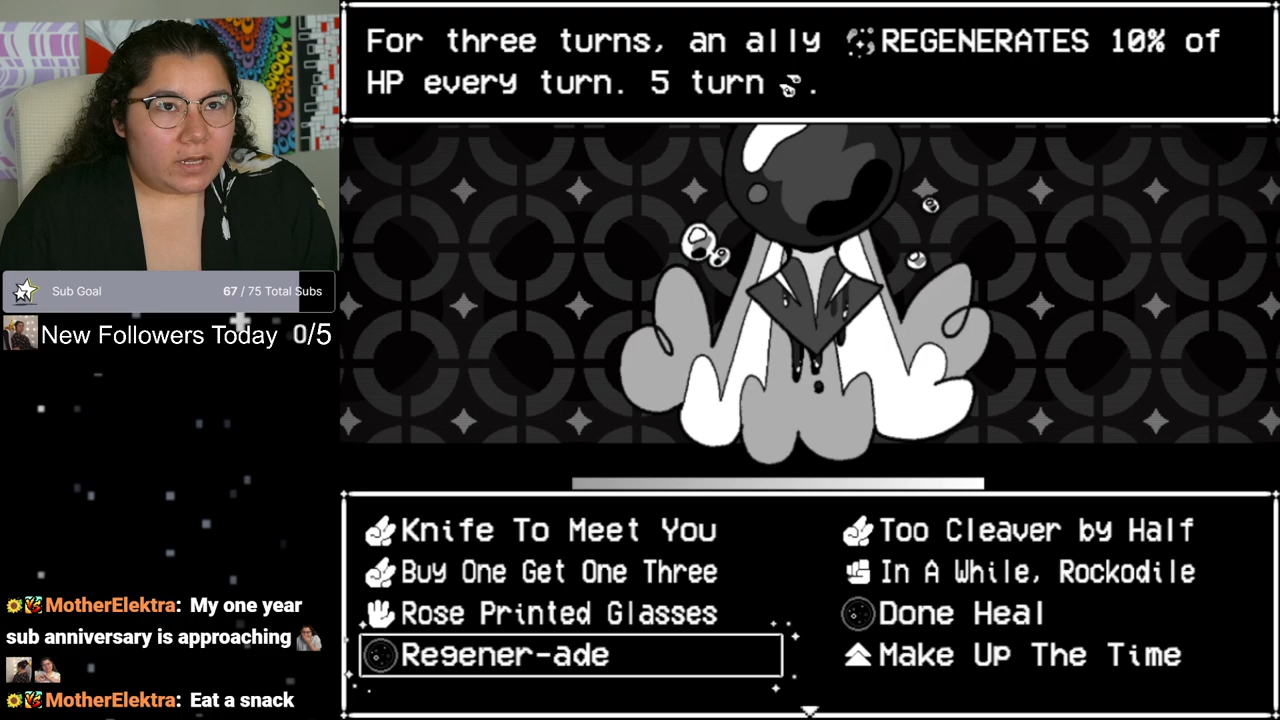 For three turns, an ally REGENERATES 10% of
HP every turn. 5 turn .
Sub Goal 67 / 75 Total Subs
New Followers Today 0/5
MotherElektra: My one year
sub anniversary is approaching
MotherElektra: Eat a snack
Knife To Meet You
Too Cleaver by Half
Buy One Get One Three
In A While, Rockodile
Rose Printed Glasses
Done Heal
Regener-ade
Make Up The Time